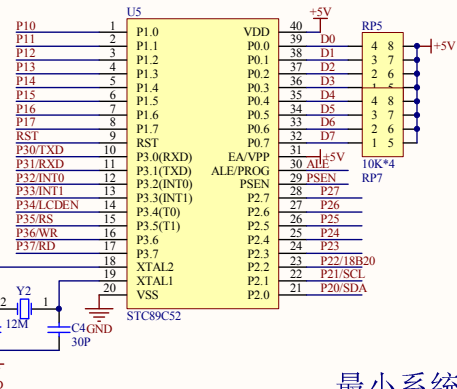 U5
+5V
P10 1 P1.0 VDD 40
P11 2 P1.1 P0.0 39 D0
P12 3 P1.2 P0.1 38 D1
P13 4 P1.3 P0.2 37 D2
P14 5 P1.4 P0.3 36 D3
P15 6 P1.5 P0.4 35 D4
P16 7 P1.6 P0.5 34 D5
P17 8 P1.7 P0.6 33 D6
RST 9 RST P0.7 32 D7
P30/TXD 10 P3.0(RXD) EA/VPP 31 +5V
P31/RXD 11 P3.1(TXD) ALE/PROG 30 ALE
P32/INT0 12 P3.2(INT0) PSEN 29 PSEN
P33/INT1 13 P3.3(INT1) P2.7 28 P27
P34/LCDEN 14 P3.4(T0) P2.6 27 P26
P35/RS 15 P3.5(T1) P2.5 26 P25
P36/WR 16 P3.6 P2.4 25 P24
P37/RD 17 P3.7 P2.3 24 P23
18 XTAL2 P2.2 23 P22/18B20
19 XTAL1 P2.1 22 P21/SCL
20 VSS P2.0 21 P20/SDA
STC89C52
RP5
4 8 +5V
3 7
2 6
4 8
3 7
2 6
1 5
10K*4
RP7
Y2
2 1
12M
C4 GND
30P
最小系统